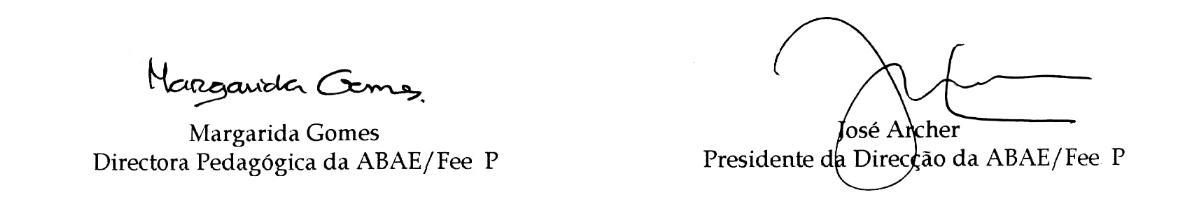 Margarida Gomes.
Margarida Gomes
Directora Pedagógica da ABAE/Fee P
José Archer
Presidente da Direcção da ABAE/Fee P